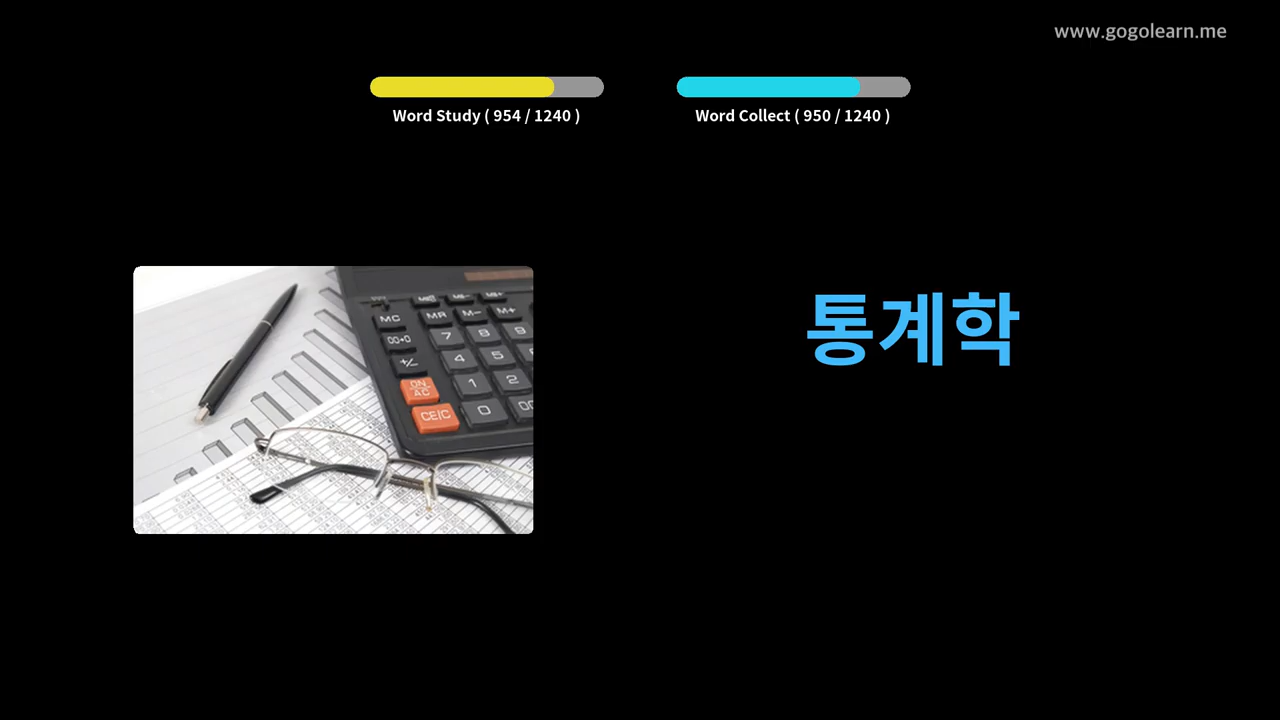 www.gogolearn.me
Word Study ( 954 / 1240 )
Word Collect ( 950 / 1240 )
통계학
MC
MR
M-
M+
00+0
7
8
9
+/-
4
5
ON
AC
1
2
CE/C
0